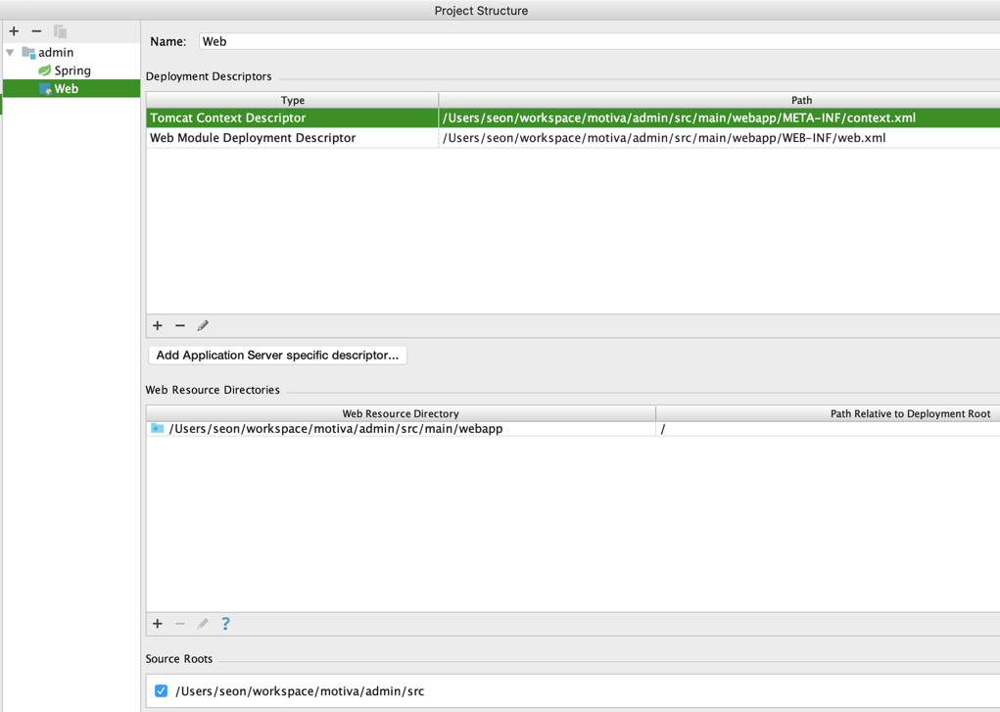 Project Structure
admin
Spring
Web
Name: Web
Deployment Descriptors
Type Path
Tomcat Context Descriptor /Users/seon/workspace/motiva/admin/src/main/webapp/META-INF/context.xml
Web Module Deployment Descriptor /Users/seon/workspace/motiva/admin/src/main/webapp/WEB-INF/web.xml
Add Application Server specific descriptor...
Web Resource Directories
Web Resource Directory Path Relative to Deployment Root
/Users/seon/workspace/motiva/admin/src/main/webapp /
?
Source Roots
/Users/seon/workspace/motiva/admin/src